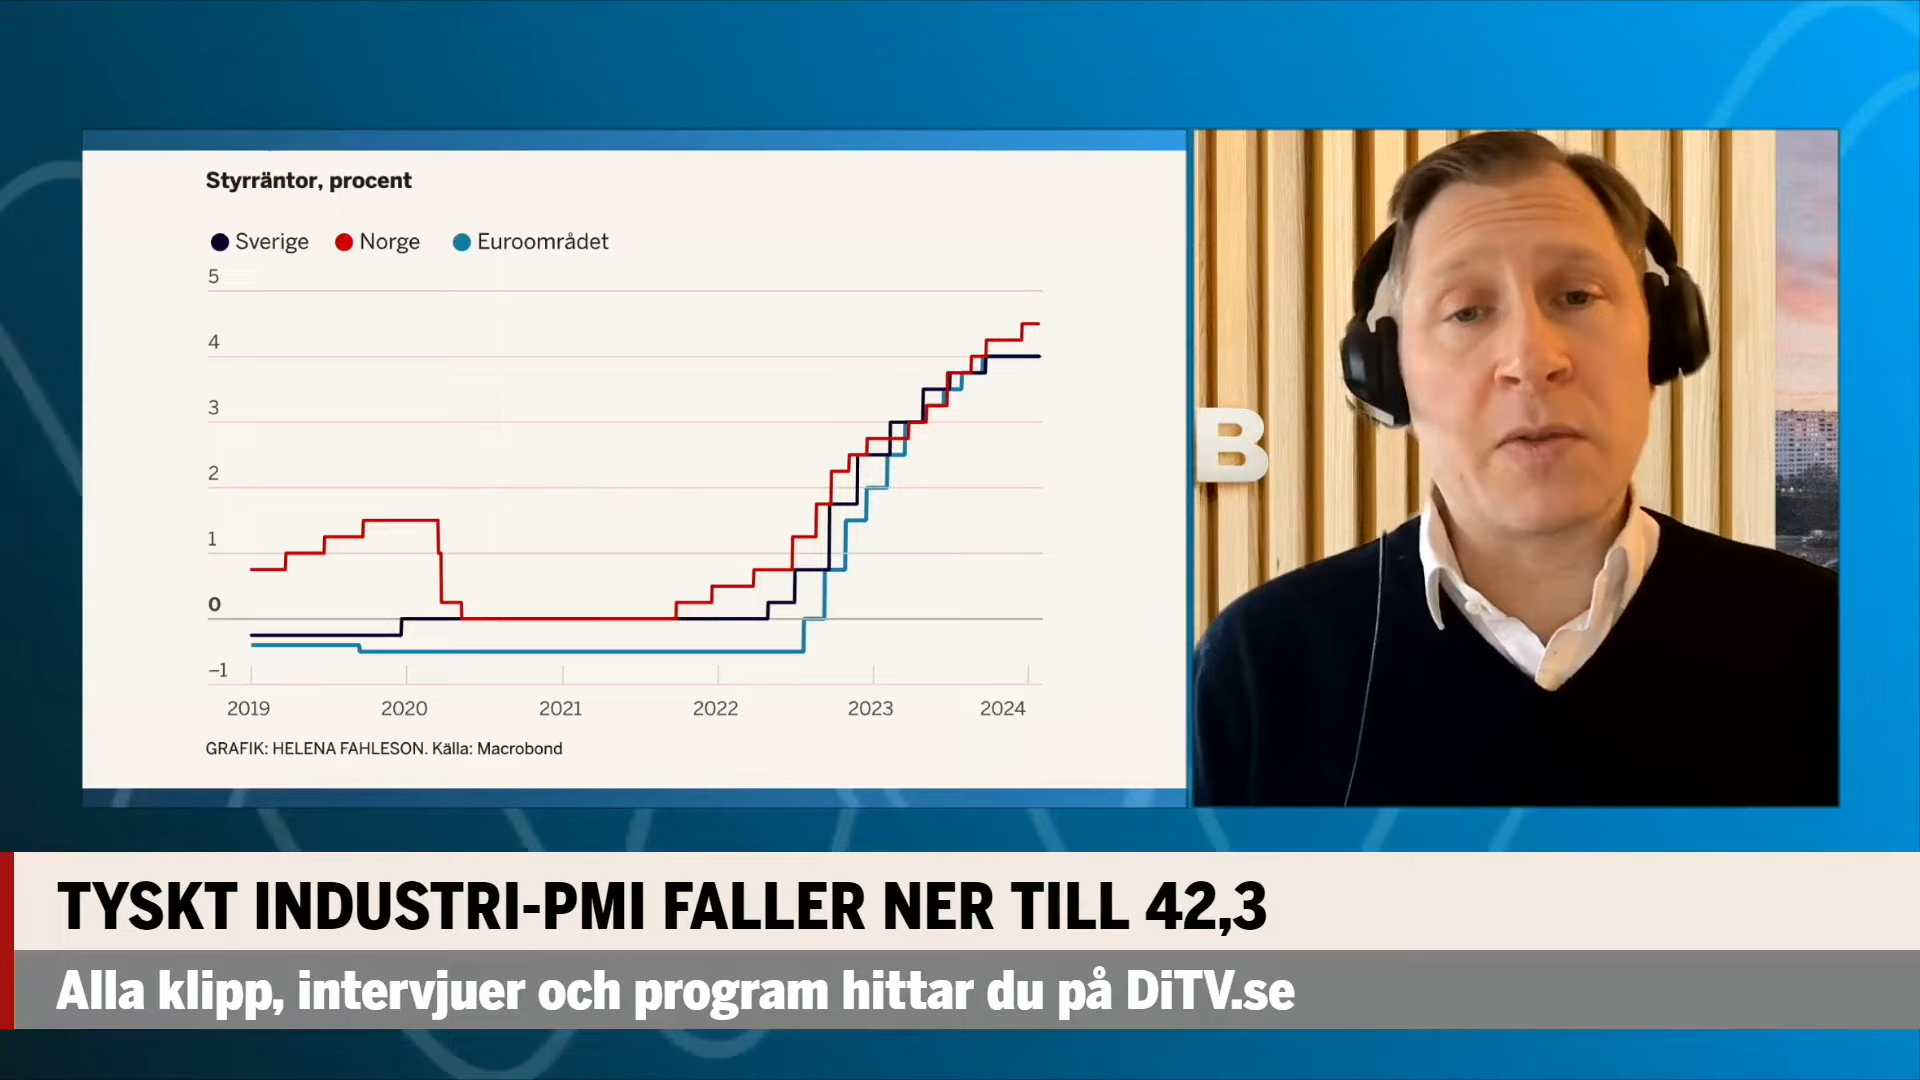 Styrräntor, procent
Sverige Norge Euroområdet
5
4
3
2
1
0
–1
2019 2020 2021 2022 2023 2024
GRAFIK: HELENA FAHLESON. Källa: Macrobond
B
TYSKT INDUSTRI-PMI FALLER NER TILL 42,3
Alla klipp, intervjuer och program hittar du på DiTV.se